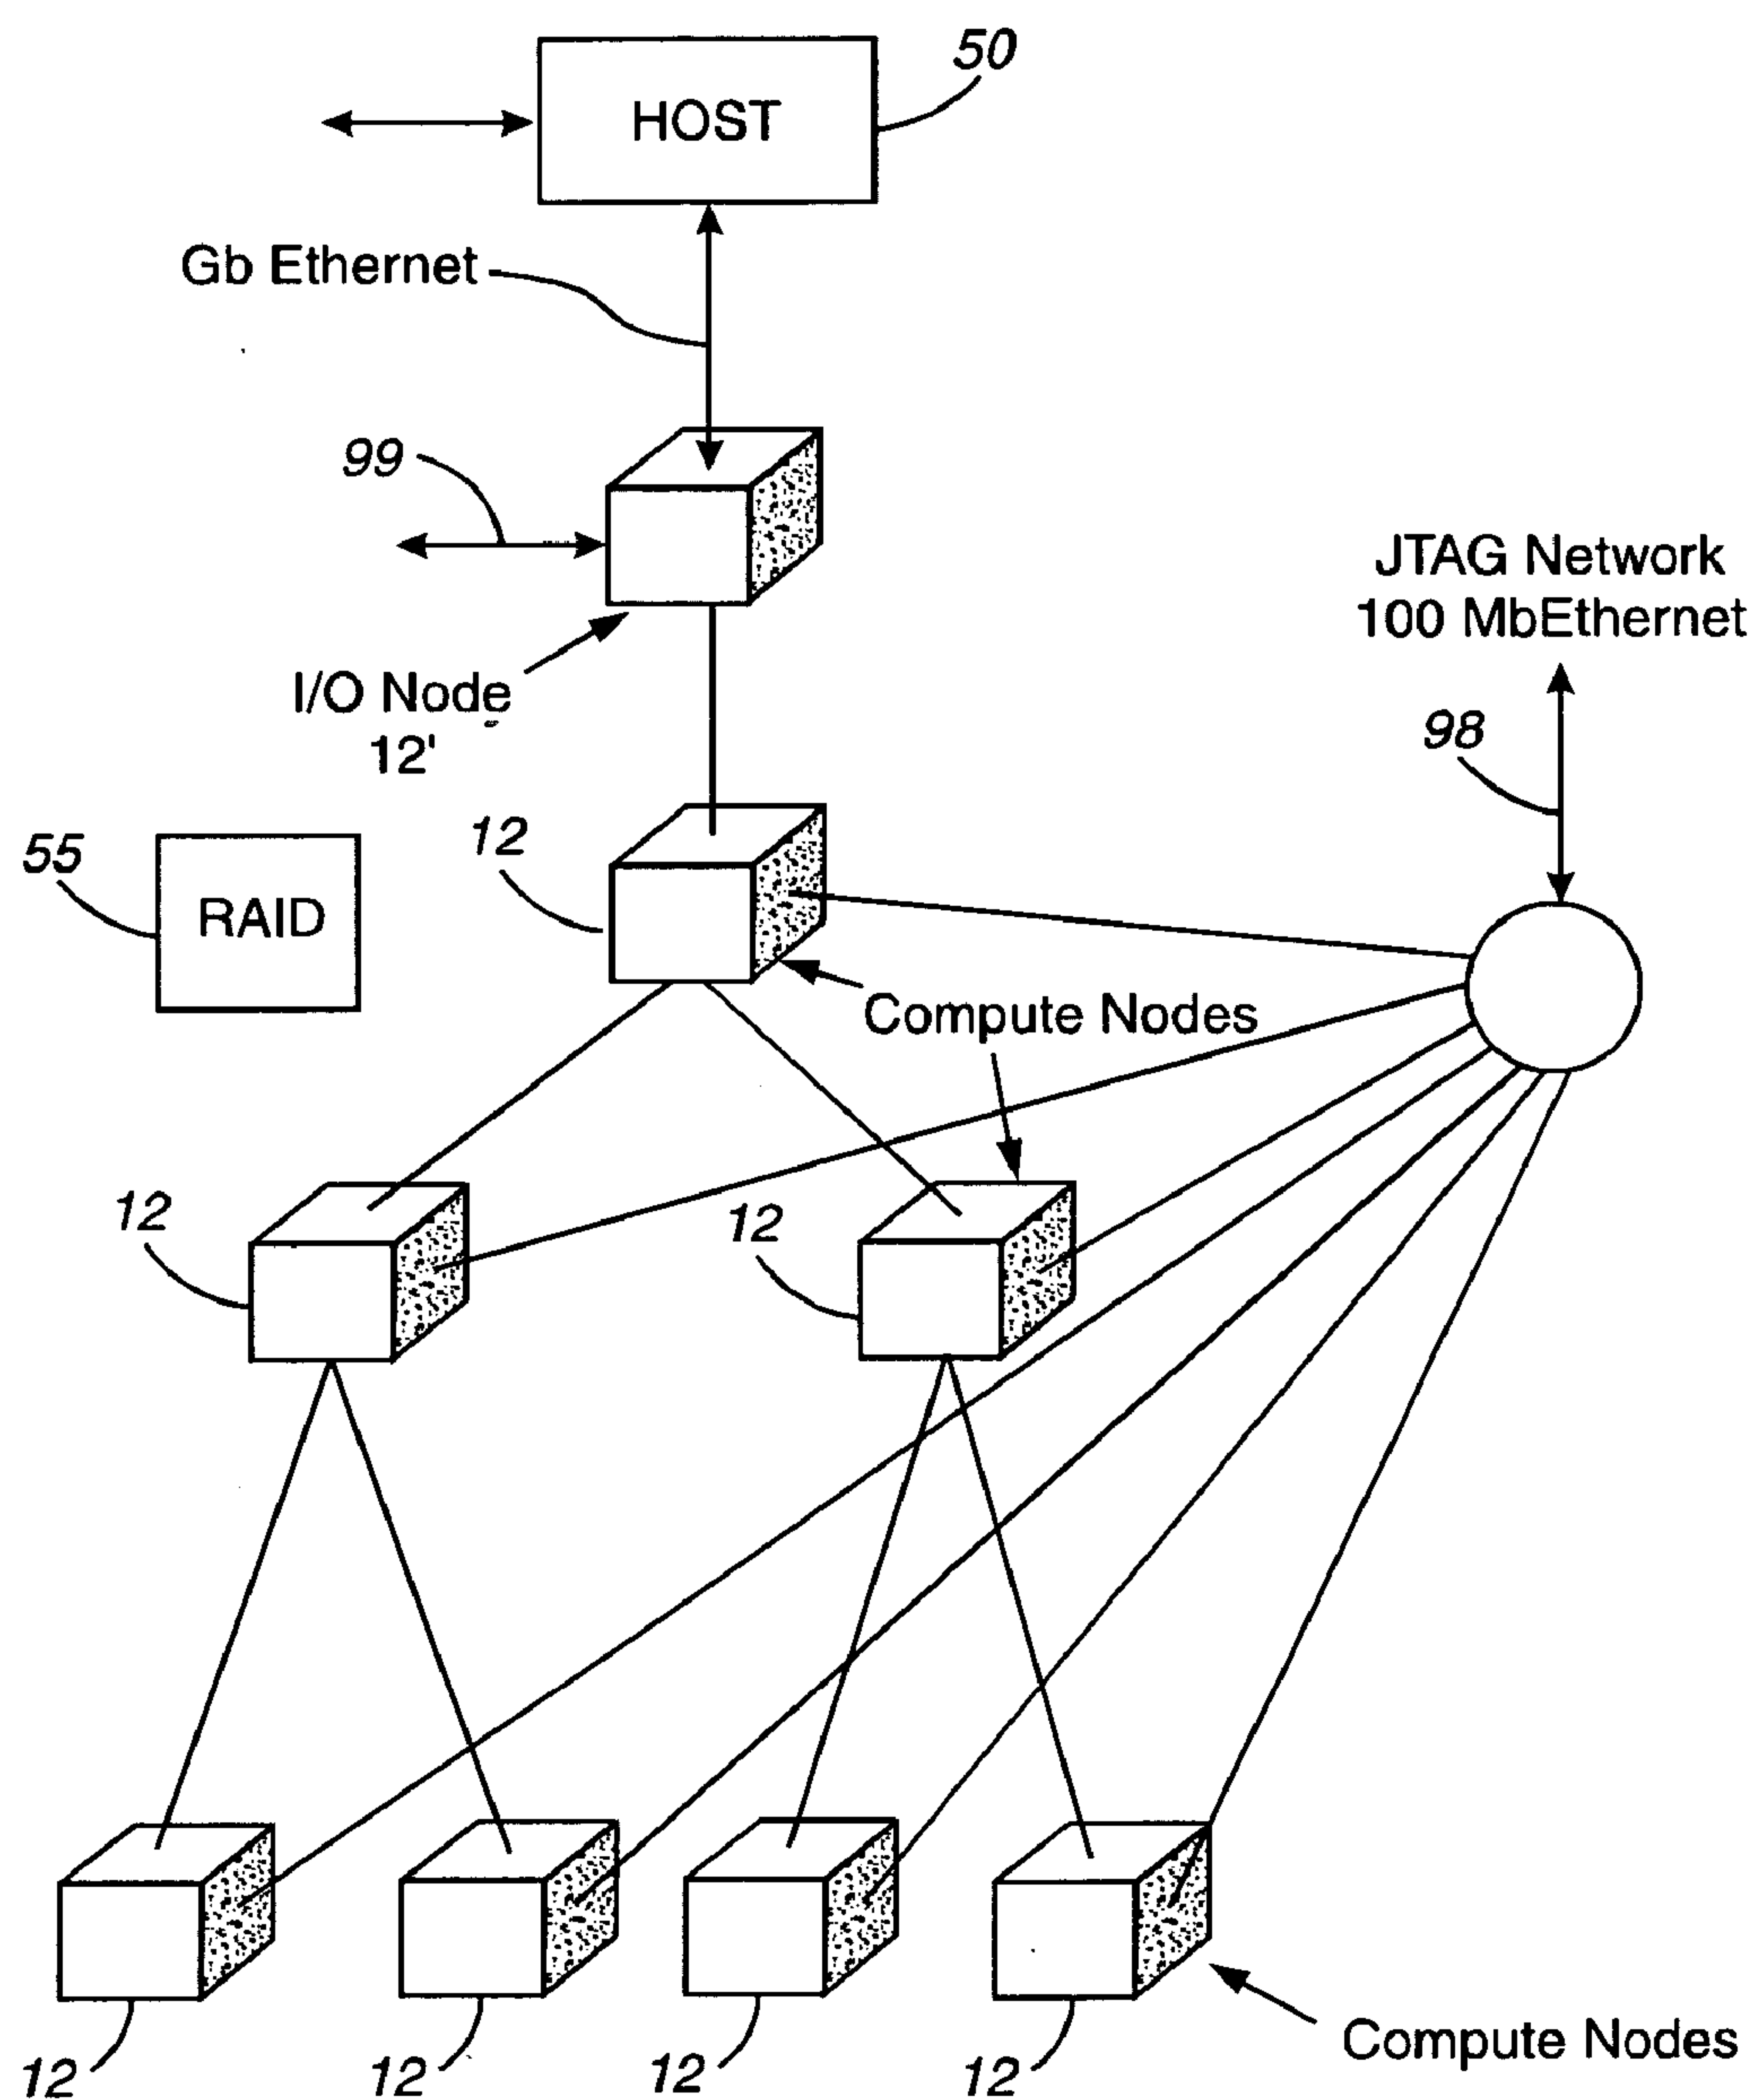 50
HOST
Gb Ethernet
99
JTAG Network
100 MbEthernet
I/O Node
12'
98
12
55
RAID
Compute Nodes
12
12
12
12
12
12
Compute Nodes